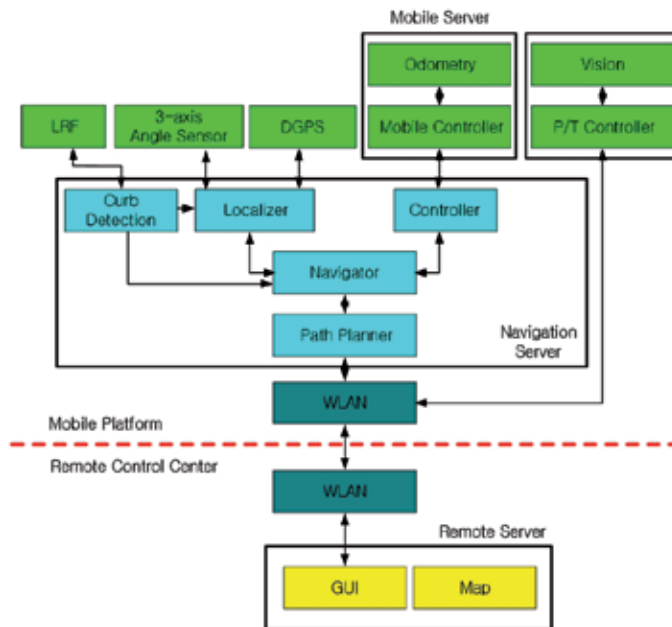 Mobile Server
Odometry
Vision
LRF
3-axis
Angle Sensor
DGPS
Mobile Controller
P/T Controller
Curb
Detection
Localizer
Controller
Navigator
Path Planner
Navigation
Server
WLAN
Mobile Platform
Remote Control Center
WLAN
Remote Server
GUI
Map